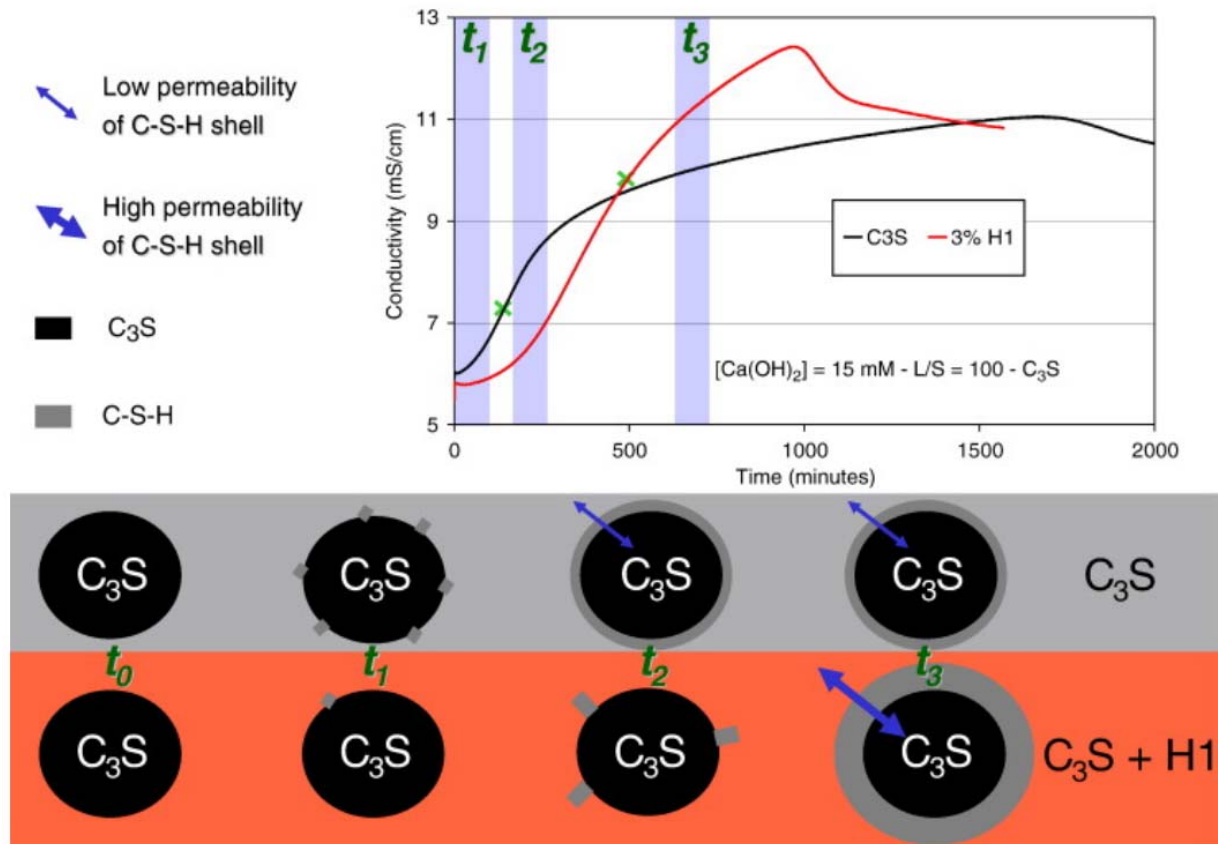 Low permeability
of C-S-H shell
High permeability
of C-S-H shell
C₃S
C-S-H
Conductivity (mS/cm)
13
11
9
7
5
t₁
t₂
t₃
C3S
3% H1
[Ca(OH)₂] = 15 mM - L/S = 100 - C₃S
0
500
1000
1500
2000
Time (minutes)
C₃S
C₃S
C₃S
C₃S
C₃S
t₀
t₁
t₂
t₃
C₃S
C₃S
C₃S
C₃S
C₃S + H1